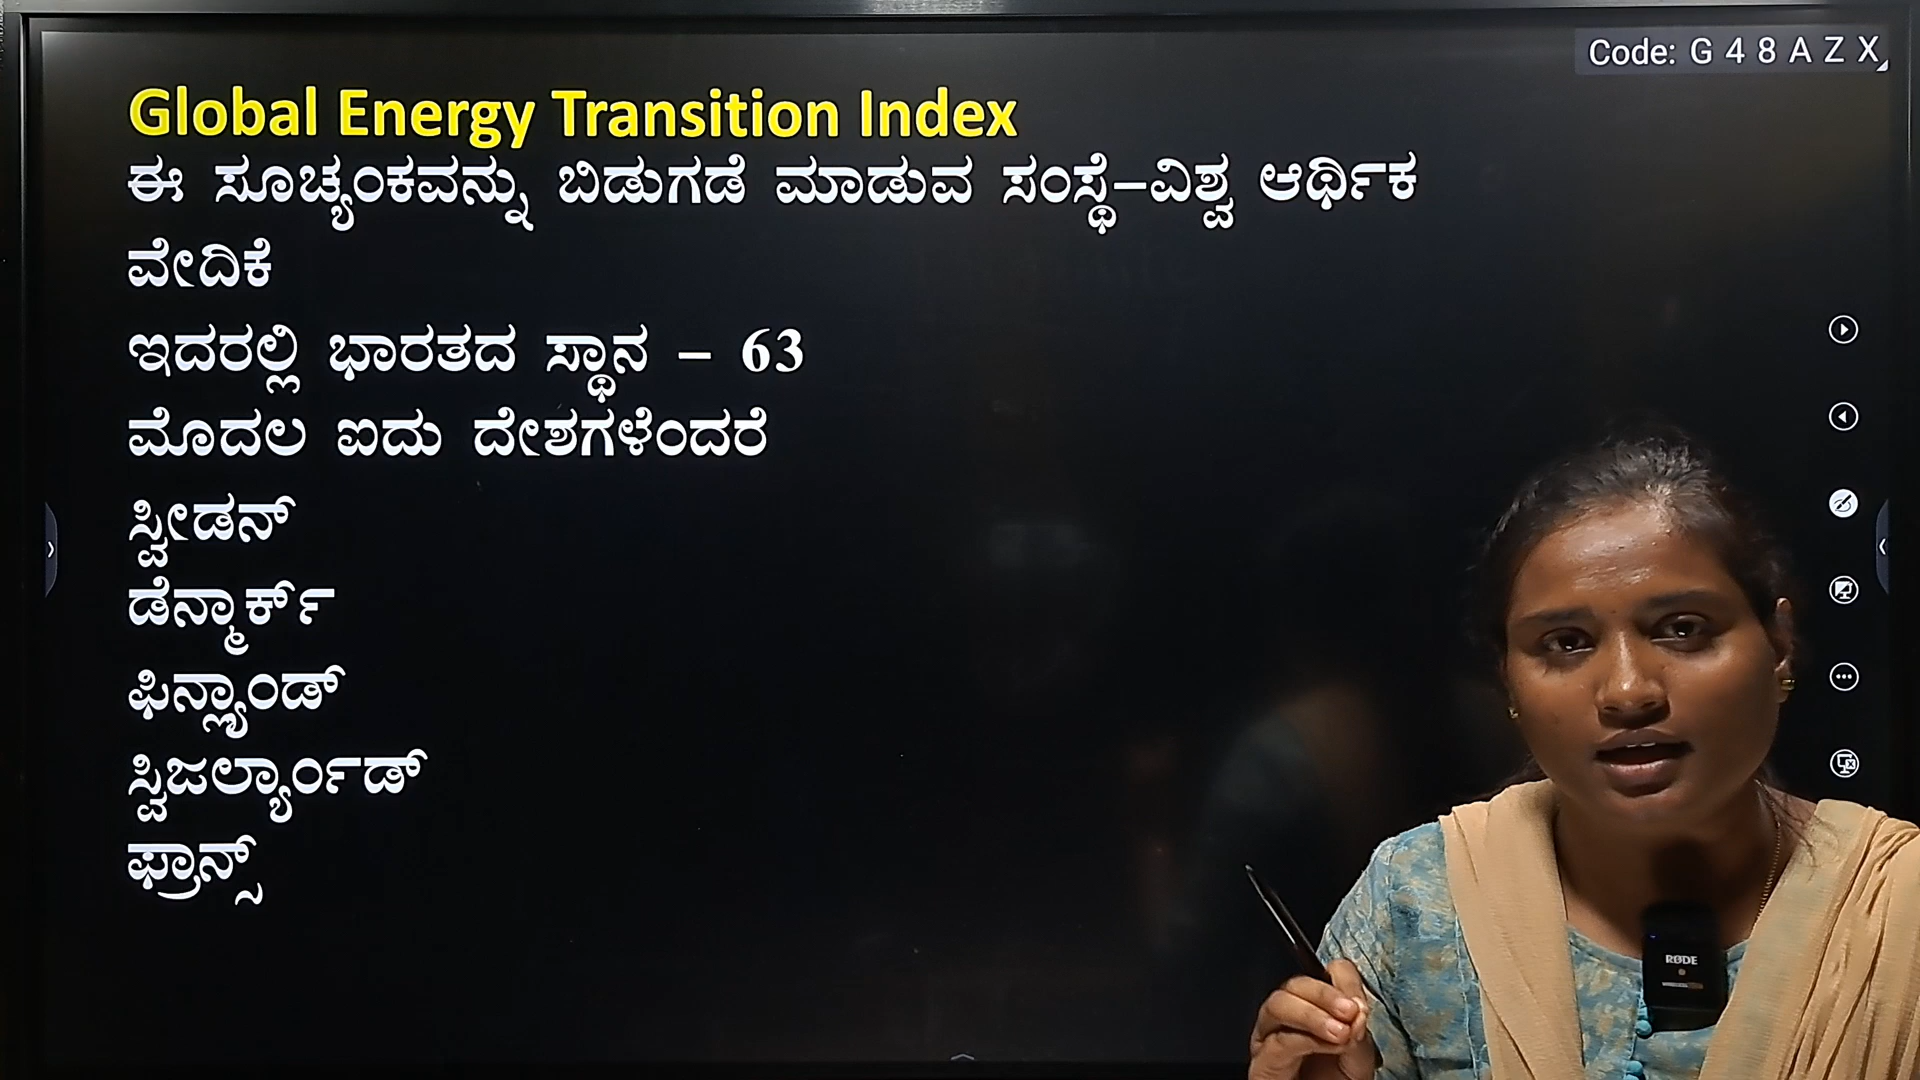 Code: G 4 8 A Z X
Global Energy Transition Index
ಈ ಸೂಚ್ಯಂಕವನ್ನು ಬಿಡುಗಡೆ ಮಾಡುವ ಸಂಸ್ಥೆ–ವಿಶ್ವ ಆರ್ಥಿಕ
ವೇದಿಕೆ
ಇದರಲ್ಲಿ ಭಾರತದ ಸ್ಥಾನ – 63
ಮೊದಲ ಐದು ದೇಶಗಳೆಂದರೆ
ಸ್ವೀಡನ್
ಡೆನ್ಮಾರ್ಕ್
ಫಿನ್ಲ್ಯಾಂಡ್
ಸ್ವಿಜಲ್ಯಾರ್ಂಡ್
ಫ್ರಾನ್ಸ್
RØDE